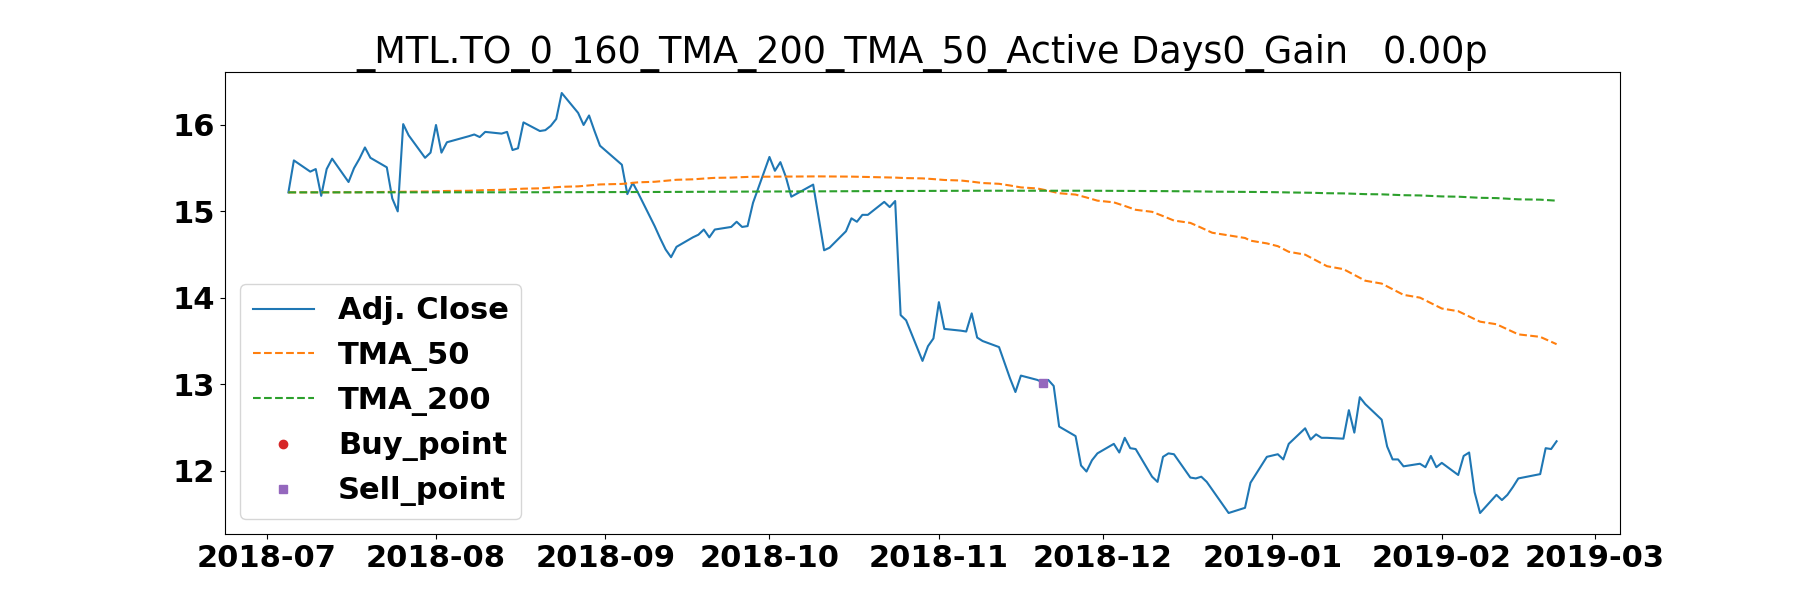 _MTL.TO_0_160_TMA_200_TMA_50_Active Days0_Gain   0.00p
16
15
14
13
12
Adj. Close
TMA_50
TMA_200
Buy_point
Sell_point
2018-07 2018-08 2018-09 2018-10 2018-11 2018-12 2019-01 2019-02 2019-03